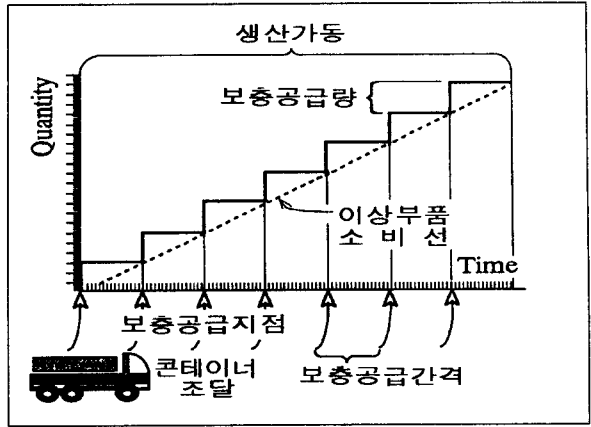 생산가동
Quantity
보충공급량
이상부품
소 비 선
Time
보충공급지점
콘테이너
조달
보충공급간격